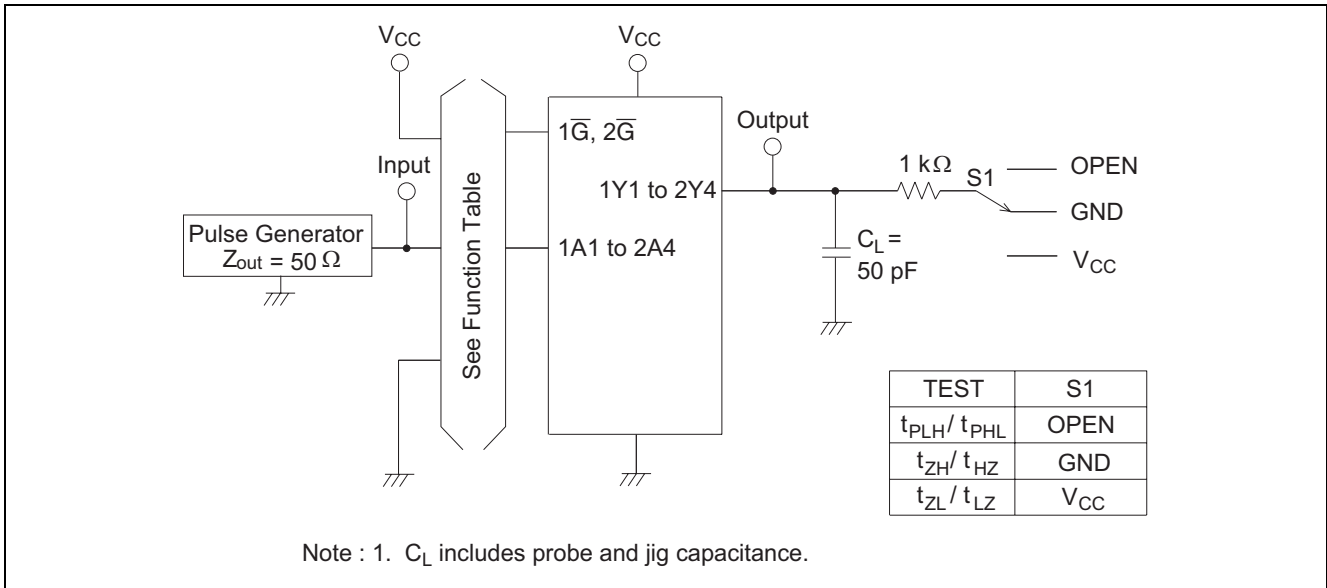 VCC
VCC
1G̅, 2G̅
Output
Input
1 kΩ
S1
OPEN
1Y1 to 2Y4
GND
See Function Table
Pulse Generator
Zout = 50 Ω
1A1 to 2A4
CL =
50 pF
VCC
TEST S1
tPLH/ tPHL OPEN
tZH/ tHZ GND
tZL/ tLZ VCC
Note : 1. CL includes probe and jig capacitance.